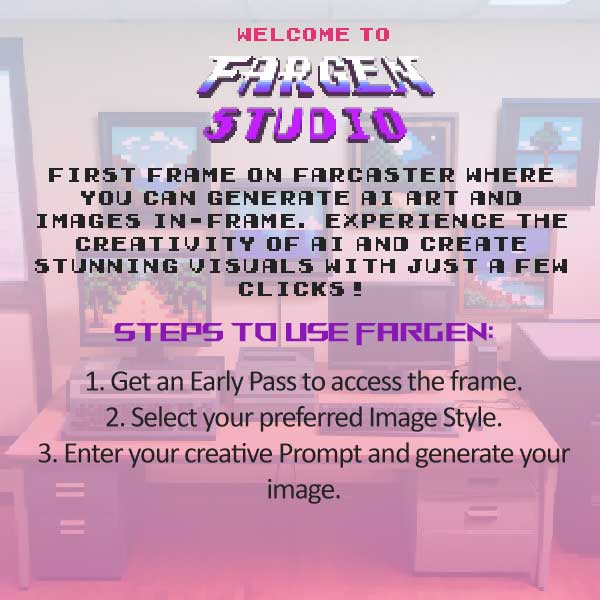 WELCOME TO
FARGEN
STUDIO
FIRST FRAME ON FARCASTER WHERE
YOU CAN GENERATE AI ART AND
IMAGES IN-FRAME. EXPERIENCE THE
CREATIVITY OF AI AND CREATE
STUNNING VISUALS WITH JUST A FEW
CLICKS!
STEPS TO USE FARGEN:
1. Get an Early Pass to access the frame.
2. Select your preferred Image Style.
3. Enter your creative Prompt and generate your
image.